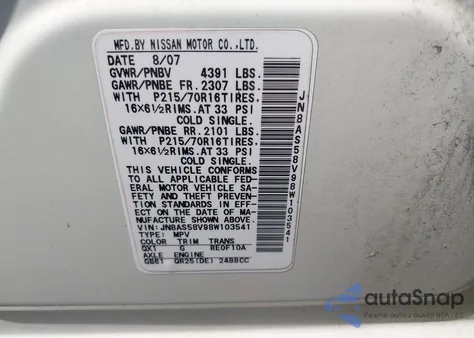 MFD.BY NISSAN MOTOR CO.,LTD.
DATE 8/07
GVWR/PNBV 4391 LBS.
GAWR/PNBE FR.2307 LBS.
WITH P215/70R16TIRES.
16X6½RIMS.AT 33 PSI
COLD SINGLE.
GAWR/PNBE RR.2101 LBS.
WITH P215/70R16TIRES.
16X6½RIMS.AT 33 PSI
COLD SINGLE.
THIS VEHICLE CONFORMS
TO ALL APPLICABLE FED-
ERAL MOTOR VEHICLE SA-
FETY AND THEFT PREVEN-
TION STANDARDS IN EFF-
ECT ON THE DATE OF MA-
NUFACTURE SHOWN ABOVE.
VIN:JN8AS58V98W103541
TYPE: MPV
COLOR TRIM TRANS
QX1 G RE0F10A
AXLE ENGINE
GB61 QR25(DE) 2488CC
JN8AS58V98W103541
autoSnap